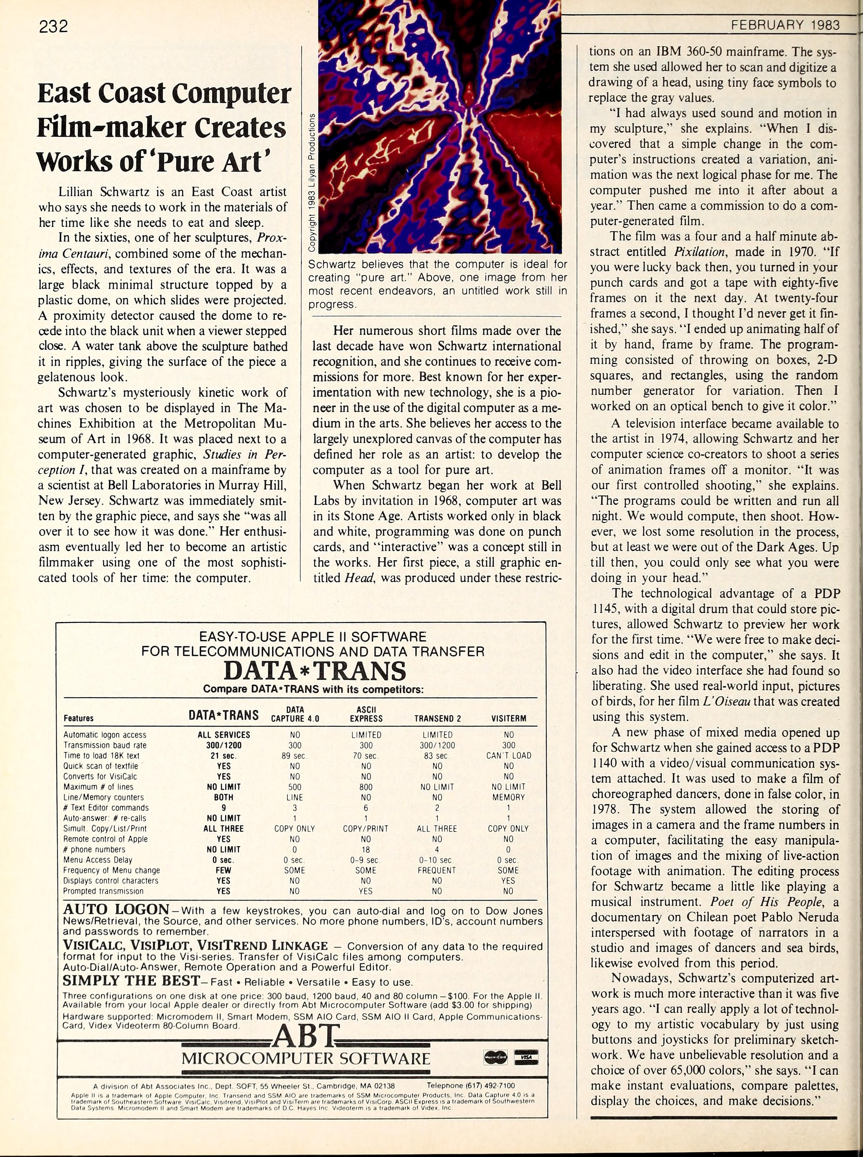 232
FEBRUARY 1983
East Coast Computer
Film-maker Creates
Works of ‘Pure Art’
Lillian Schwartz is an East Coast artist
who says she needs to work in the materials of
her time like she needs to eat and sleep.
In the sixties, one of her sculptures, Prox-
ima Centauri, combined some of the mechan-
ics, effects, and textures of the era. It was a
large black minimal structure topped by a
plastic dome, on which slides were projected.
A proximity detector caused the dome to re-
cede into the black unit when a viewer stepped
close. A water tank above the sculpture bathed
it in ripples, giving the surface of the piece a
gelatenous look.
Schwartz's mysteriously kinetic work of
art was chosen to be displayed in The Ma-
chines Exhibition at the Metropolitan Mu-
seum of Art in 1968. It was placed next to a
computer-generated graphic, Studies in Per-
ception I, that was created on a mainframe by
a scientist at Bell Laboratories in Murray Hill,
New Jersey. Schwartz was immediately smit-
ten by the graphic piece, and says she “was all
over it to see how it was done.” Her enthusi-
asm eventually led her to become an artistic
filmmaker using one of the most sophisti-
cated tools of her time: the computer.
Copyright 1983 Lilyan Productions
Schwartz believes that the computer is ideal for
creating "pure art." Above, one image from her
most recent endeavors, an untitled work still in
progress.
Her numerous short films made over the
last decade have won Schwartz international
recognition, and she continues to receive com-
missions for more. Best known for her exper-
imentation with new technology, she is a pio-
neer in the use of the digital computer as a me-
dium in the arts. She believes her access to the
largely unexplored canvas of the computer has
defined her role as an artist: to develop the
computer as a tool for pure art.
When Schwartz began her work at Bell
Labs by invitation in 1968, computer art was
in its Stone Age. Artists worked only in black
and white, programming was done on punch
cards, and “interactive” was a concept still in
the works. Her first piece, a still graphic en-
titled Head, was produced under these restric-
tions on an IBM 360-50 mainframe. The sys-
tem she used allowed her to scan and digitize a
drawing of a head, using tiny face symbols to
replace the gray values.
“I had always used sound and motion in
my sculpture,” she explains. “When I dis-
covered that a simple change in the com-
puter's instructions created a variation, ani-
mation was the next logical phase for me. The
computer pushed me into it after about a
year.” Then came a commission to do a com-
puter-generated film.
The film was a four and a half minute ab-
stract entitled Pixilation, made in 1970. “If
you were lucky back then, you turned in your
punch cards and got a tape with eighty-five
frames on it the next day. At twenty-four
frames a second, I thought I'd never get it fin-
ished,” she says. “I ended up animating half of
it by hand, frame by frame. The program-
ming consisted of throwing on boxes, 2-D
squares, and rectangles, using the random
number generator for variation. Then I
worked on an optical bench to give it color.”
A television interface became available to
the artist in 1974, allowing Schwartz and her
computer science co-creators to shoot a series
of animation frames off a monitor. “It was
our first controlled shooting,” she explains.
“The programs could be written and run all
night. We would compute, then shoot. How-
ever, we lost some resolution in the process,
but at least we were out of the Dark Ages. Up
till then, you could only see what you were
doing in your head.”
The technological advantage of a PDP
1145, with a digital drum that could store pic-
tures, allowed Schwartz to preview her work
for the first time. “We were free to make deci-
sions and edit in the computer,” she says. It
also had the video interface she had found so
liberating. She used real-world input, pictures
of birds, for her film L'Oiseau that was created
using this system.
A new phase of mixed media opened up
for Schwartz when she gained access to a PDP
1140 with a video/visual communication sys-
tem attached. It was used to make a film of
choreographed dancers, done in false color, in
1978. The system allowed the storing of
images in a camera and the frame numbers in
a computer, facilitating the easy manipula-
tion of images and the mixing of live-action
footage with animation. The editing process
for Schwartz became a little like playing a
musical instrument. Poet of His People, a
documentary on Chilean poet Pablo Neruda
interspersed with footage of narrators in a
studio and images of dancers and sea birds,
likewise evolved from this period.
Nowadays, Schwartz's computerized art-
work is much more interactive than it was five
years ago. “I can really apply a lot of technol-
ogy to my artistic vocabulary by just using
buttons and joysticks for preliminary sketch-
work. We have unbelievable resolution and a
choice of over 65,000 colors,” she says. “I can
make instant evaluations, compare palettes,
display the choices, and make decisions.”
EASY-TO-USE APPLE II SOFTWARE
FOR TELECOMMUNICATIONS AND DATA TRANSFER
DATA*TRANS
Compare DATA*TRANS with its competitors:
Features DATA*TRANS DATA CAPTURE 4.0 ASCII EXPRESS TRANSEND 2 VISITERM
Automatic logon access ALL SERVICES NO LIMITED LIMITED NO
Transmission baud rate 300/1200 300 300 300/1200 300
Time to load 18K text 21 sec. 89 sec. 70 sec. 83 sec. CAN'T LOAD
Quick scan of textfile YES NO NO NO NO
Converts for VisiCalc YES NO NO NO NO
Maximum # of lines NO LIMIT 500 800 NO LIMIT NO LIMIT
Line/Memory counters BOTH LINE NO NO MEMORY
# Text Editor commands 9 3 6 2 1
Auto-answer: # re-calls NO LIMIT 1 1 1 1
Simult. Copy/List/Print ALL THREE COPY ONLY COPY/PRINT ALL THREE COPY ONLY
Remote control of Apple YES NO NO NO NO
# phone numbers NO LIMIT 0 18 4 0
Menu Access Delay 0 sec. 0 sec. 0-9 sec. 0-10 sec. 0 sec.
Frequency of Menu change FEW SOME SOME FREQUENT SOME
Displays control characters YES NO NO NO YES
Prompted transmission YES NO YES NO NO
AUTO LOGON–With a few keystrokes, you can auto-dial and log on to Dow Jones
News/Retrieval, the Source, and other services. No more phone numbers, ID's, account numbers
and passwords to remember.
VISICALC, VISIPLOT, VISITREND LINKAGE – Conversion of any data to the required
format for input to the Visi-series. Transfer of VisiCalc files among computers.
Auto-Dial/Auto-Answer, Remote Operation and a Powerful Editor.
SIMPLY THE BEST– Fast • Reliable • Versatile • Easy to use.
Three configurations on one disk at one price: 300 baud, 1200 baud, 40 and 80 column–$100. For the Apple II.
Available from your local Apple dealer or directly from Abt Microcomputer Software (add $3.00 for shipping)
Hardware supported: Micromodem II, Smart Modem, SSM AIO Card, SSM AIO II Card, Apple Communications-
Card, Videx Videoterm 80-Column Board.
ABT
MICROCOMPUTER SOFTWARE
VISA
A division of Abt Associates Inc., Dept. SOFT, 55 Wheeler St., Cambridge, MA 02138 Telephone (617) 492-7100
Apple II is a trademark of Apple Computer, Inc. Transend and SSM AIO are trademarks of SSM Microcomputer Products, Inc. Data Capture 4.0 is a
trademark of Southeastern Software. VisiCalc, Visitrend, VisiPlot and VisiTerm are trademarks of VisiCorp. ASCII Express is a trademark of Southwestern
Data Systems. Micromodem II and Smart Modem are trademarks of D.C. Hayes Inc. Videoterm is a trademark of Videx, Inc.